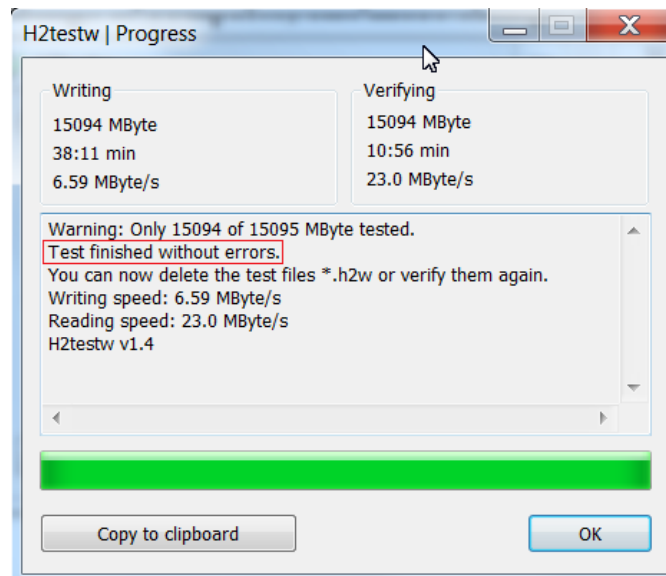 H2testw | Progress
Writing
15094 MByte
38:11 min
6.59 MByte/s
Verifying
15094 MByte
10:56 min
23.0 MByte/s
Warning: Only 15094 of 15095 MByte tested.
Test finished without errors.
You can now delete the test files *.h2w or verify them again.
Writing speed: 6.59 MByte/s
Reading speed: 23.0 MByte/s
H2testw v1.4
Copy to clipboard
OK